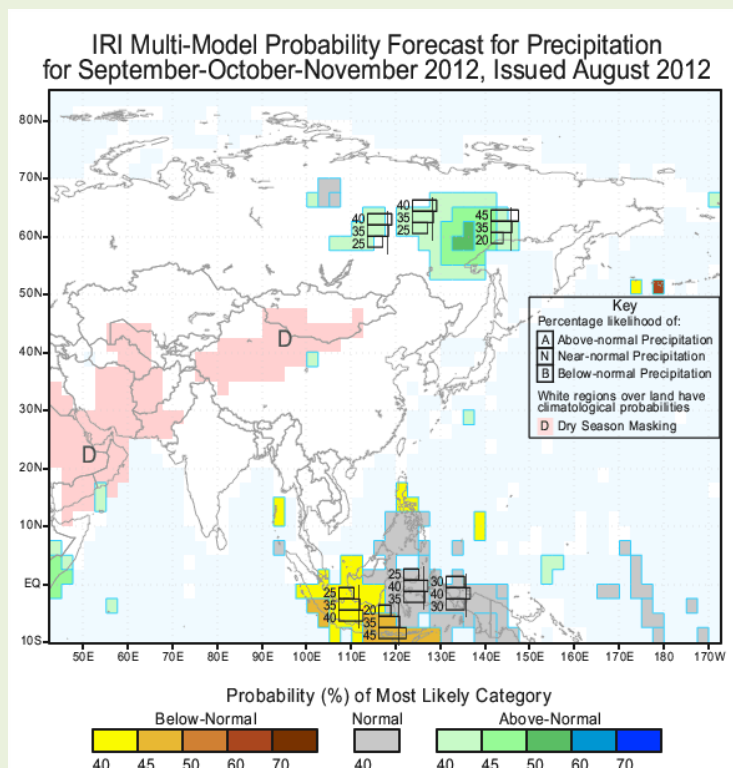 IRI Multi-Model Probability Forecast for Precipitation
for September-October-November 2012, Issued August 2012
80N
70N
60N
50N
40N
30N
20N
10N
EQ
10S
40
35
25
40
35
25
45
35
20
D
D
25
35
40
20
35
45
25
40
35
30
40
30
Key
Percentage likelihood of:
A Above-normal Precipitation
N Near-normal Precipitation
B Below-normal Precipitation
White regions over land have
climatological probabilities
D Dry Season Masking
50E 60E 70E 80E 90E 100E 110E 120E 130E 140E 150E 160E 170E 180 170W
Probability (%) of Most Likely Category
Below-Normal Normal Above-Normal
40 45 50 60 70 40 40 45 50 60 70